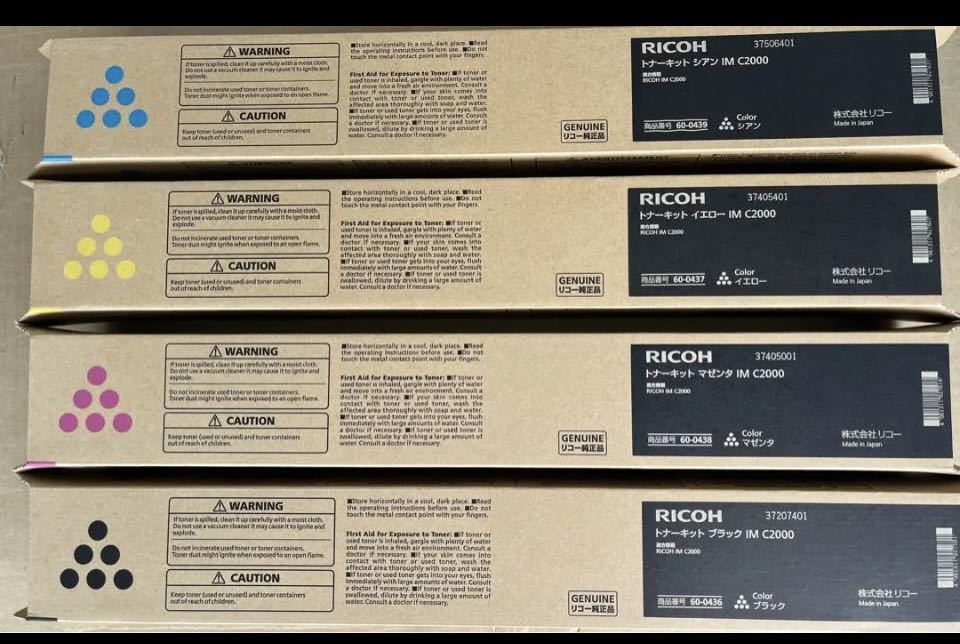 WARNING
If toner is spilled, clean it up carefully with a moist cloth.
Do not use a vacuum cleaner it may cause it to ignite and
explode.
Do not incinerate used toner or toner containers.
Toner dust might ignite when exposed to an open flame.
CAUTION
Keep toner (used or unused) and toner containers
out of reach of children.
■Store horizontally in a cool, dark place. ■Read
the operating instructions before use. ■Do not
touch the metal contact point with your fingers.
First Aid for Exposure to Toner: ■If toner or
used toner is inhaled, gargle with plenty of water
and move into a fresh air environment. Consult a
doctor if necessary. ■If your skin comes into
contact with toner or used toner, wash the
affected area thoroughly with soap and water.
■If toner or used toner gets into your eyes, flush
immediately with large amounts of water. Consult
a doctor if necessary. ■If toner or used toner is
swallowed, dilute by drinking a large amount of
water. Consult a doctor if necessary.
GENUINE
リコー純正品
RICOH 37506401
トナーキット シアン IM C2000
適合機種
RICOH IM C2000
商品番号 60-0439
Color
シアン
株式会社リコー
Made in Japan
WARNING
If toner is spilled, clean it up carefully with a moist cloth.
Do not use a vacuum cleaner it may cause it to ignite and
explode.
Do not incinerate used toner or toner containers.
Toner dust might ignite when exposed to an open flame.
CAUTION
Keep toner (used or unused) and toner containers
out of reach of children.
■Store horizontally in a cool, dark place. ■Read
the operating instructions before use. ■Do not
touch the metal contact point with your fingers.
First Aid for Exposure to Toner: ■If toner or
used toner is inhaled, gargle with plenty of water
and move into a fresh air environment. Consult a
doctor if necessary. ■If your skin comes into
contact with toner or used toner, wash the
affected area thoroughly with soap and water.
■If toner or used toner gets into your eyes, flush
immediately with large amounts of water. Consult
a doctor if necessary. ■If toner or used toner is
swallowed, dilute by drinking a large amount of
water. Consult a doctor if necessary.
GENUINE
リコー純正品
RICOH 37405401
トナーキット イエロー IM C2000
適合機種
RICOH IM C2000
商品番号 60-0437
Color
イエロー
株式会社リコー
Made in Japan
WARNING
If toner is spilled, clean it up carefully with a moist cloth.
Do not use a vacuum cleaner it may cause it to ignite and
explode.
Do not incinerate used toner or toner containers.
Toner dust might ignite when exposed to an open flame.
CAUTION
Keep toner (used or unused) and toner containers
out of reach of children.
■Store horizontally in a cool, dark place. ■Read
the operating instructions before use. ■Do not
touch the metal contact point with your fingers.
First Aid for Exposure to Toner: ■If toner or
used toner is inhaled, gargle with plenty of water
and move into a fresh air environment. Consult a
doctor if necessary. ■If your skin comes into
contact with toner or used toner, wash the
affected area thoroughly with soap and water.
■If toner or used toner gets into your eyes, flush
immediately with large amounts of water. Consult
a doctor if necessary. ■If toner or used toner is
swallowed, dilute by drinking a large amount of
water. Consult a doctor if necessary.
GENUINE
リコー純正品
RICOH 37405001
トナーキット マゼンタ IM C2000
適合機種
RICOH IM C2000
商品番号 60-0438
Color
マゼンタ
株式会社リコー
Made in Japan
WARNING
If toner is spilled, clean it up carefully with a moist cloth.
Do not use a vacuum cleaner it may cause it to ignite and
explode.
Do not incinerate used toner or toner containers.
Toner dust might ignite when exposed to an open flame.
CAUTION
Keep toner (used or unused) and toner containers
out of reach of children.
■Store horizontally in a cool, dark place. ■Read
the operating instructions before use. ■Do not
touch the metal contact point with your fingers.
First Aid for Exposure to Toner: ■If toner or
used toner is inhaled, gargle with plenty of water
and move into a fresh air environment. Consult a
doctor if necessary. ■If your skin comes into
contact with toner or used toner, wash the
affected area thoroughly with soap and water.
■If toner or used toner gets into your eyes, flush
immediately with large amounts of water. Consult
a doctor if necessary. ■If toner or used toner is
swallowed, dilute by drinking a large amount of
water. Consult a doctor if necessary.
GENUINE
リコー純正品
RICOH 37207401
トナーキット ブラック IM C2000
適合機種
RICOH IM C2000
商品番号 60-0436
Color
ブラック
株式会社リコー
Made in Japan